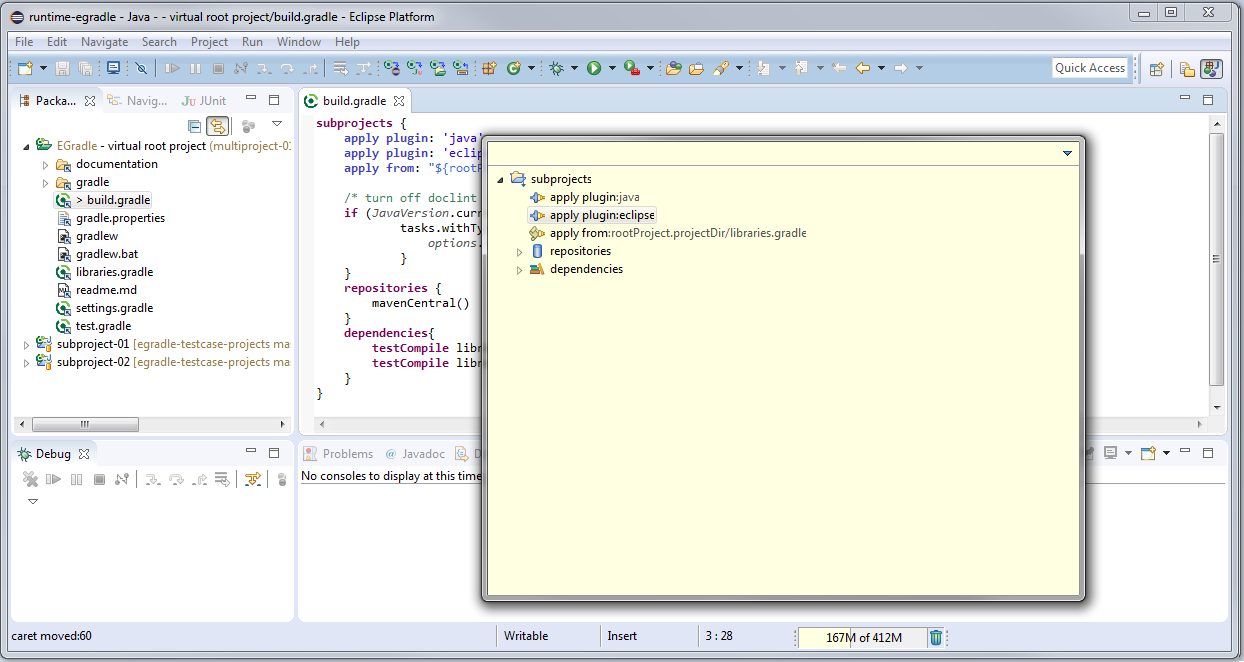 runtime-egradle - Java - - virtual root project/build.gradle - Eclipse Platform
File Edit Navigate Search Project Run Window Help
Quick Access
Packa... Navig... JUnit
EGradle - virtual root project (multiproject-0
documentation
gradle
> build.gradle
gradle.properties
gradlew
gradlew.bat
libraries.gradle
readme.md
settings.gradle
test.gradle
subproject-01 [egradle-testcase-projects ma
subproject-02 [egradle-testcase-projects ma
build.gradle
subprojects {
apply plugin: 'java'
apply plugin: 'eclip
apply from: "${rootP
/* turn off doclint
if (JavaVersion.curr
tasks.withTy
options.
}
}
repositories {
mavenCentral()
}
dependencies{
testCompile libr
testCompile libr
}
}
subprojects
apply plugin:java
apply plugin:eclipse
apply from:rootProject.projectDir/libraries.gradle
repositories
dependencies
Debug
Problems @ Javadoc D
No consoles to display at this time
caret moved:60
Writable
Insert
3 : 28
167M of 412M